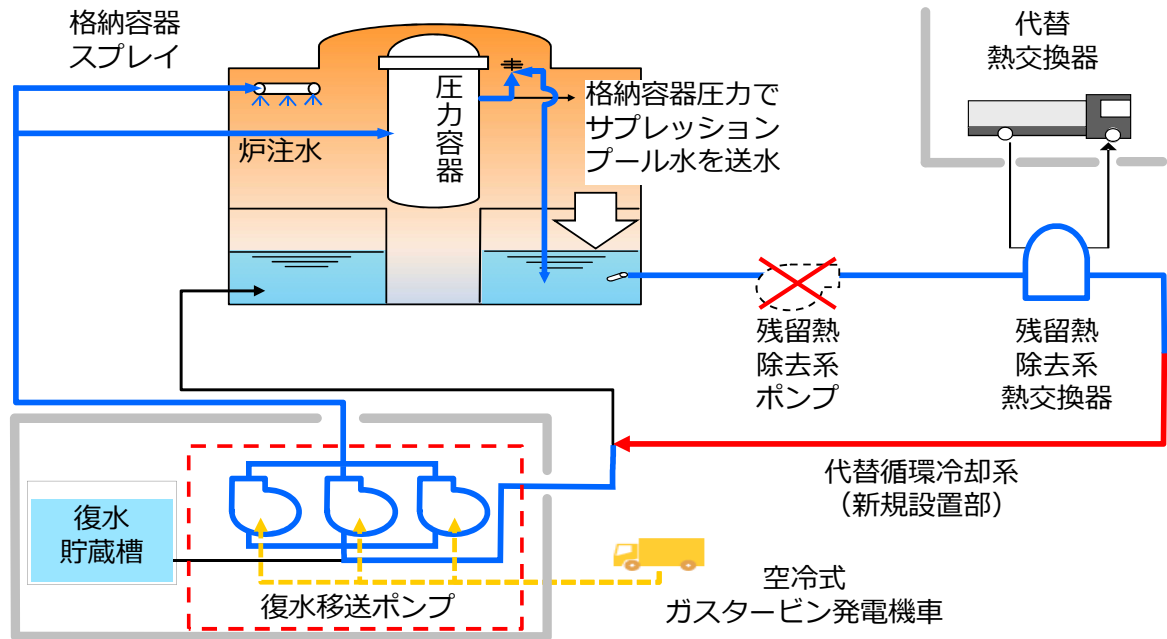 格納容器
スプレイ
代替
熱交換器
圧力容器
格納容器圧力で
サプレッション
プール水を送水
炉注水
残留熱
除去系
ポンプ
残留熱
除去系
熱交換器
代替循環冷却系
（新規設置部）
復水
貯蔵槽
復水移送ポンプ
空冷式
ガスタービン発電機車